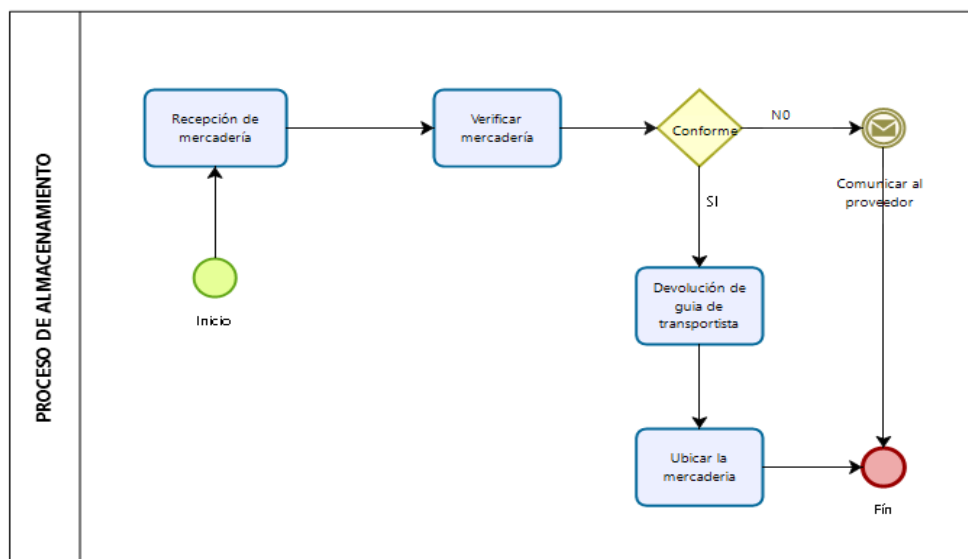 PROCESO DE ALMACENAMIENTO
Recepción de
mercadería
Verificar
mercadería
Conforme
N0
Comunicar al
proveedor
SI
Inicio
Devolución de
guia de
transportista
Ubicar la
mercaderia
Fín